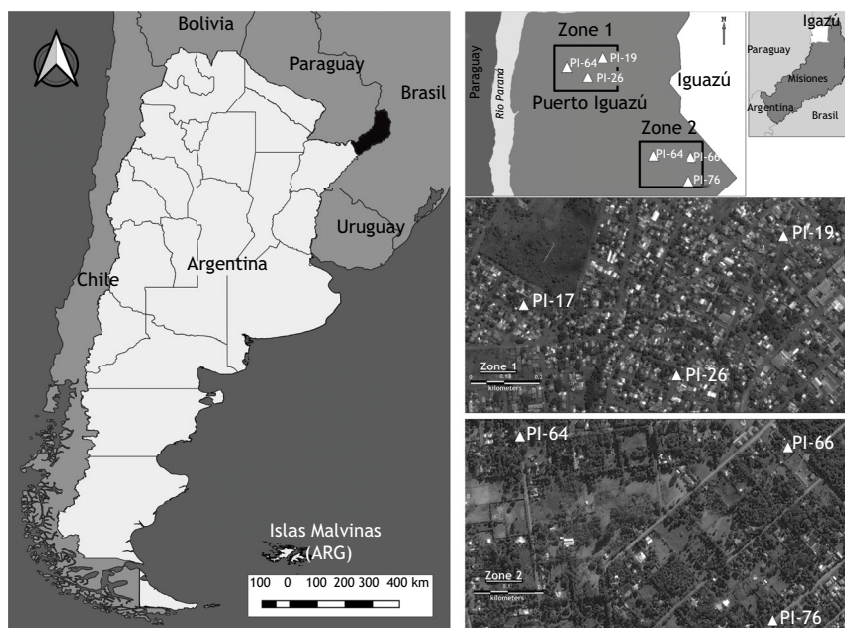 Bolivia
Paraguay
Brasil
Uruguay
Chile
Argentina
Islas Malvinas
(ARG)
100 0 100 200 300 400 km
Zone 1
N
PI-64
PI-19
PI-26
Paraguay
Río Paraná
Puerto Iguazú
Iguazú
Zone 2
PI-64
PI-66
PI-76
Igazú
Paraguay
Misiones
Argentina
Brasil
PI-19
PI-17
PI-26
Zone 1
kilometers
PI-64
PI-66
Zone 2
kilometers
PI-76